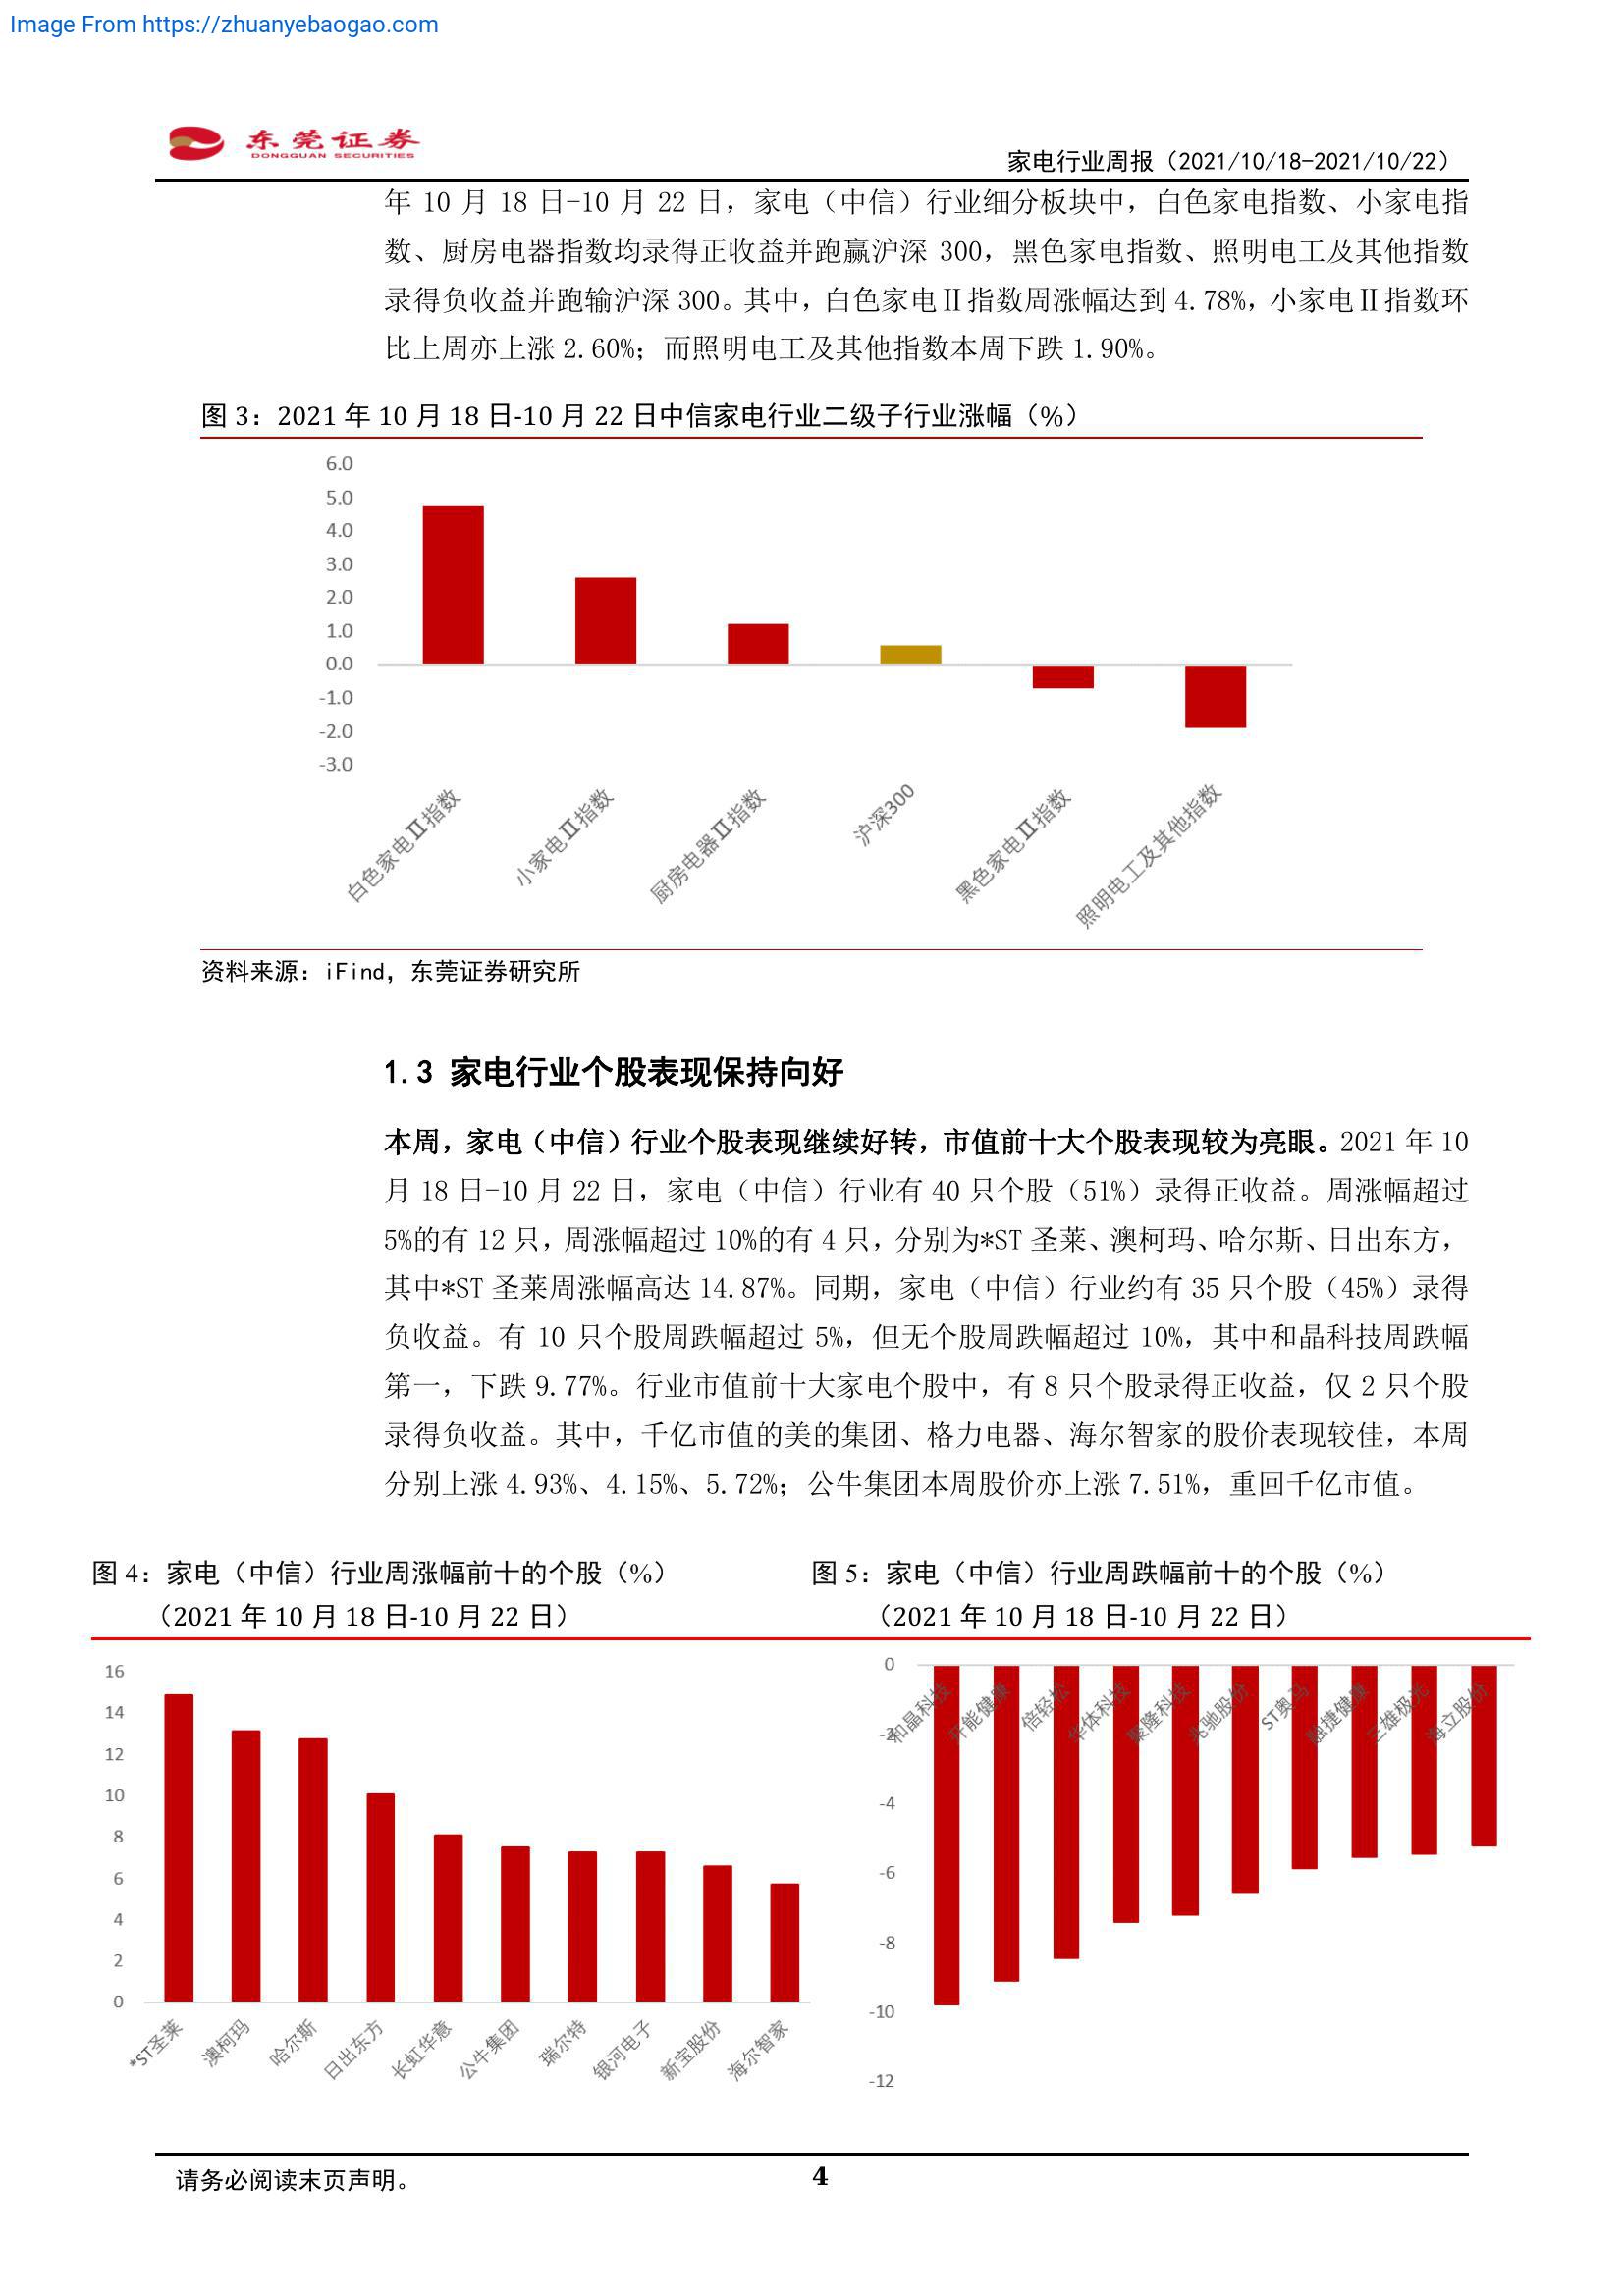 Image From https://zhuanyebaogao.com
东莞证券
DONGGUAN SECURITIES
家电行业周报（2021/10/18-2021/10/22）
年 10 月 18 日-10 月 22 日，家电（中信）行业细分板块中，白色家电指数、小家电指
数、厨房电器指数均录得正收益并跑赢沪深 300，黑色家电指数、照明电工及其他指数
录得负收益并跑输沪深 300。其中，白色家电Ⅱ指数周涨幅达到 4.78%，小家电Ⅱ指数环
比上周亦上涨 2.60%；而照明电工及其他指数本周下跌 1.90%。
图 3：2021 年 10 月 18 日-10 月 22 日中信家电行业二级子行业涨幅（%）
6.0
5.0
4.0
3.0
2.0
1.0
0.0
-1.0
-2.0
-3.0
白色家电Ⅱ指数
小家电Ⅱ指数
厨房电器Ⅱ指数
沪深300
黑色家电Ⅱ指数
照明电工及其他指数
资料来源：iFind，东莞证券研究所
1.3 家电行业个股表现保持向好
本周，家电（中信）行业个股表现继续好转，市值前十大个股表现较为亮眼。2021 年 10
月 18 日-10 月 22 日，家电（中信）行业有 40 只个股（51%）录得正收益。周涨幅超过
5%的有 12 只，周涨幅超过 10%的有 4 只，分别为*ST 圣莱、澳柯玛、哈尔斯、日出东方，
其中*ST 圣莱周涨幅高达 14.87%。同期，家电（中信）行业约有 35 只个股（45%）录得
负收益。有 10 只个股周跌幅超过 5%，但无个股周跌幅超过 10%，其中和晶科技周跌幅
第一，下跌 9.77%。行业市值前十大家电个股中，有 8 只个股录得正收益，仅 2 只个股
录得负收益。其中，千亿市值的美的集团、格力电器、海尔智家的股价表现较佳，本周
分别上涨 4.93%、4.15%、5.72%；公牛集团本周股价亦上涨 7.51%，重回千亿市值。
图 4：家电（中信）行业周涨幅前十的个股（%）
（2021 年 10 月 18 日-10 月 22 日）
16
14
12
10
8
6
4
2
0
*ST圣莱
澳柯玛
哈尔斯
日出东方
长虹华意
公牛集团
瑞尔特
银河电子
新宝股份
海尔智家
图 5：家电（中信）行业周跌幅前十的个股（%）
（2021 年 10 月 18 日-10 月 22 日）
0
-2
-4
-6
-8
-10
-12
和晶科技
开能健康
倍轻松
华体科技
聚隆科技
兆驰股份
ST奥马
融捷健康
三雄极光
海立股份
请务必阅读末页声明。
4